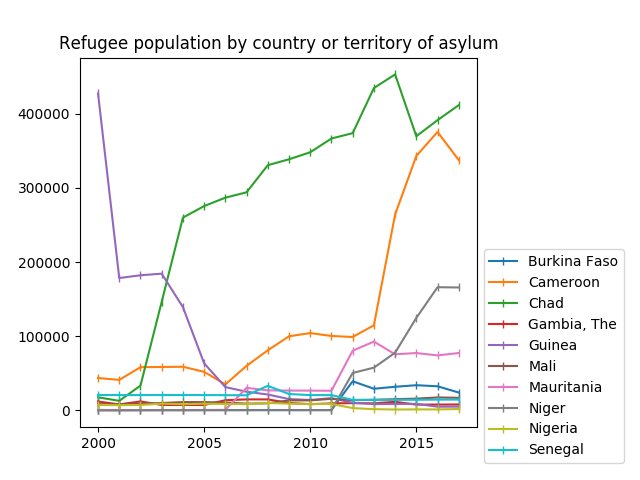 Refugee population by country or territory of asylum
400000
300000
200000
100000
0
2000
2005
2010
2015
Burkina Faso
Cameroon
Chad
Gambia, The
Guinea
Mali
Mauritania
Niger
Nigeria
Senegal